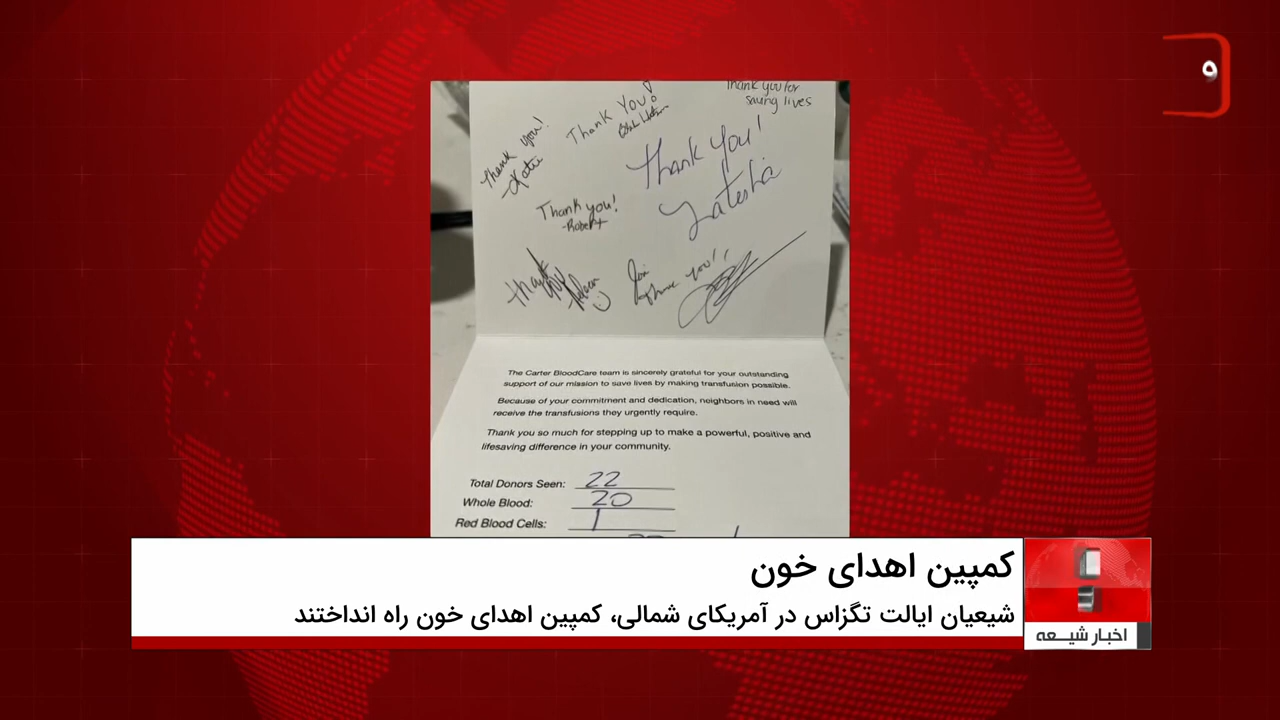 و
Thank you for
saving lives
Thank You!
Thank you!
-Katie
Thank You!
Latesha
Thank you!
-Robert
Thank you
Thank you!
The Carter BloodCare team is sincerely grateful for your outstanding
support of our mission to save lives by making transfusion possible.
Because of your commitment and dedication, neighbors in need will
receive the transfusions they urgently require.
Thank you so much for stepping up to make a powerful, positive and
lifesaving difference in your community.
Total Donors Seen: 22
Whole Blood: 20
Red Blood Cells: 1
کمپین اهدای خون
شیعیان ایالت تگزاس در آمریکای شمالی، کمپین اهدای خون راه انداختند
اخبار شیعه